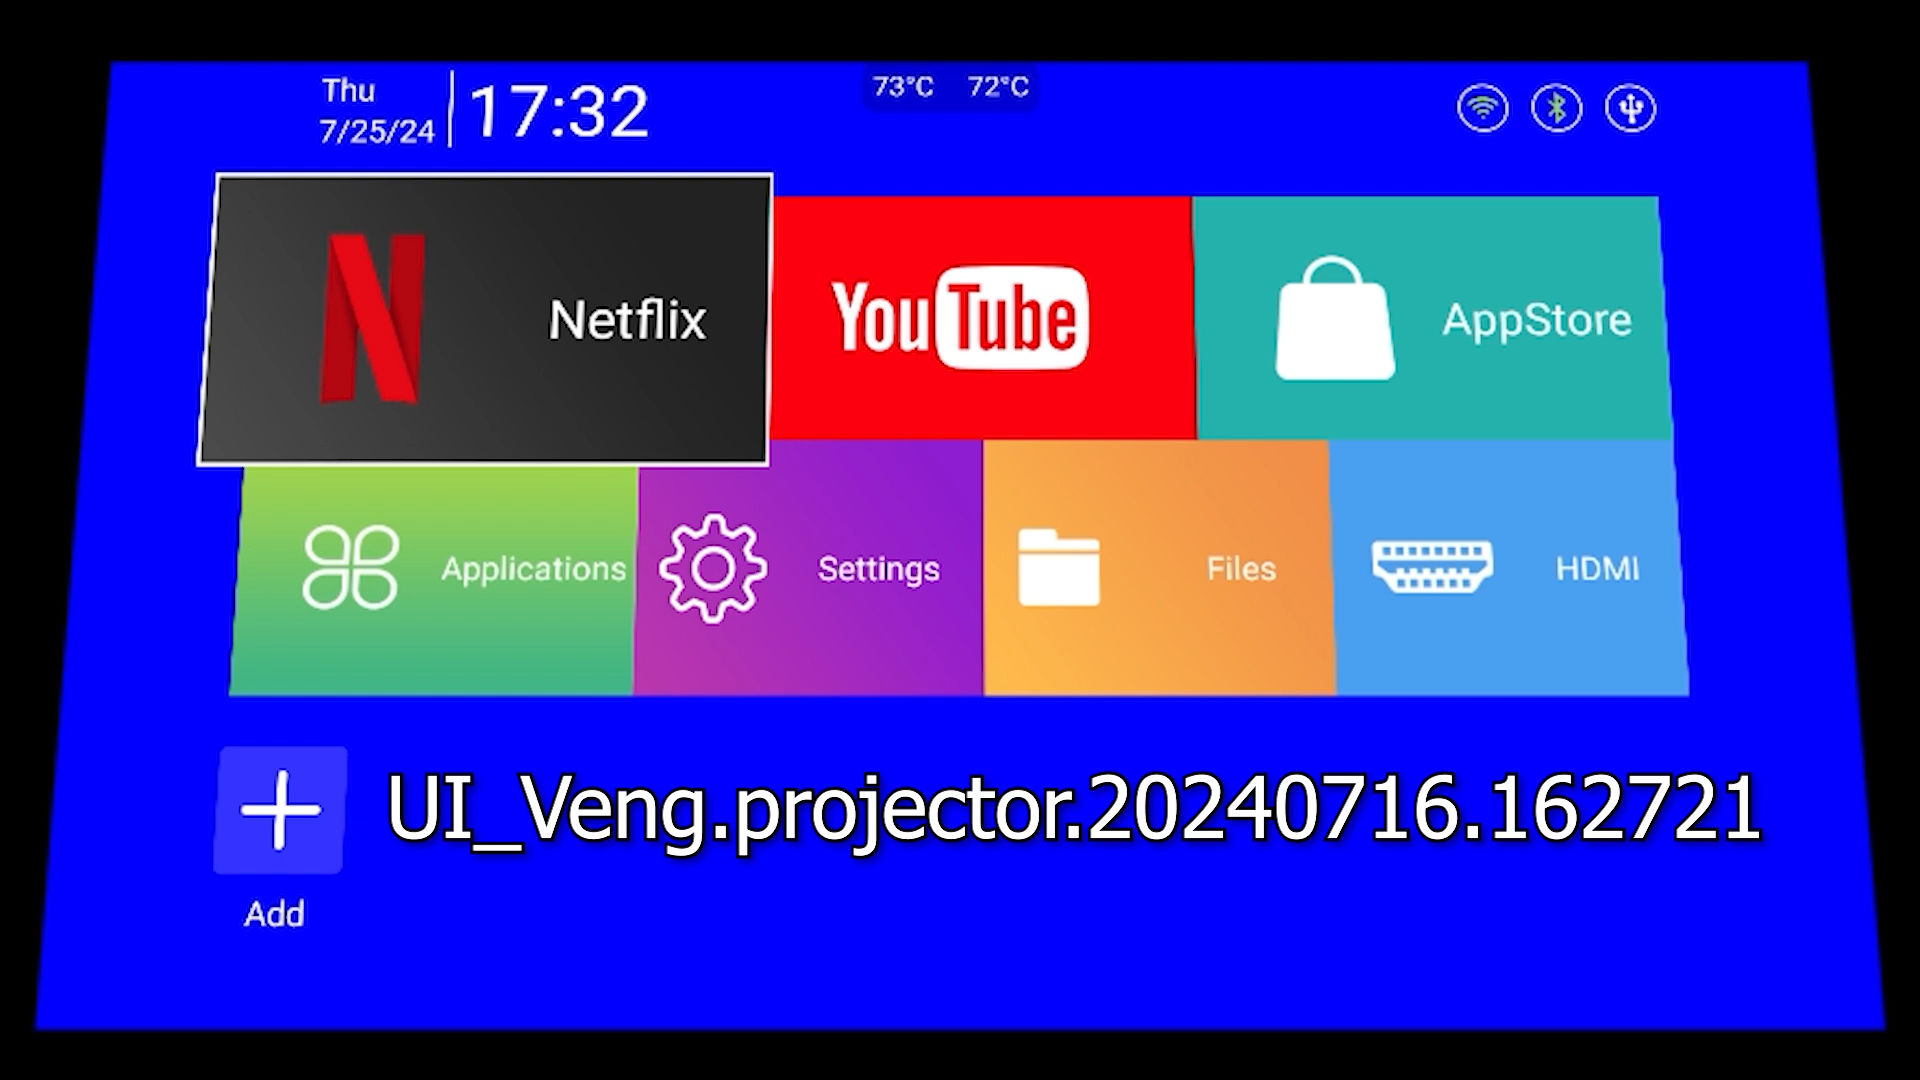 Thu
7/25/24
17:32
73°C 72°C
Netflix
YouTube
AppStore
Applications
Settings
Files
HDMI
UI_Veng.projector.20240716.162721
Add